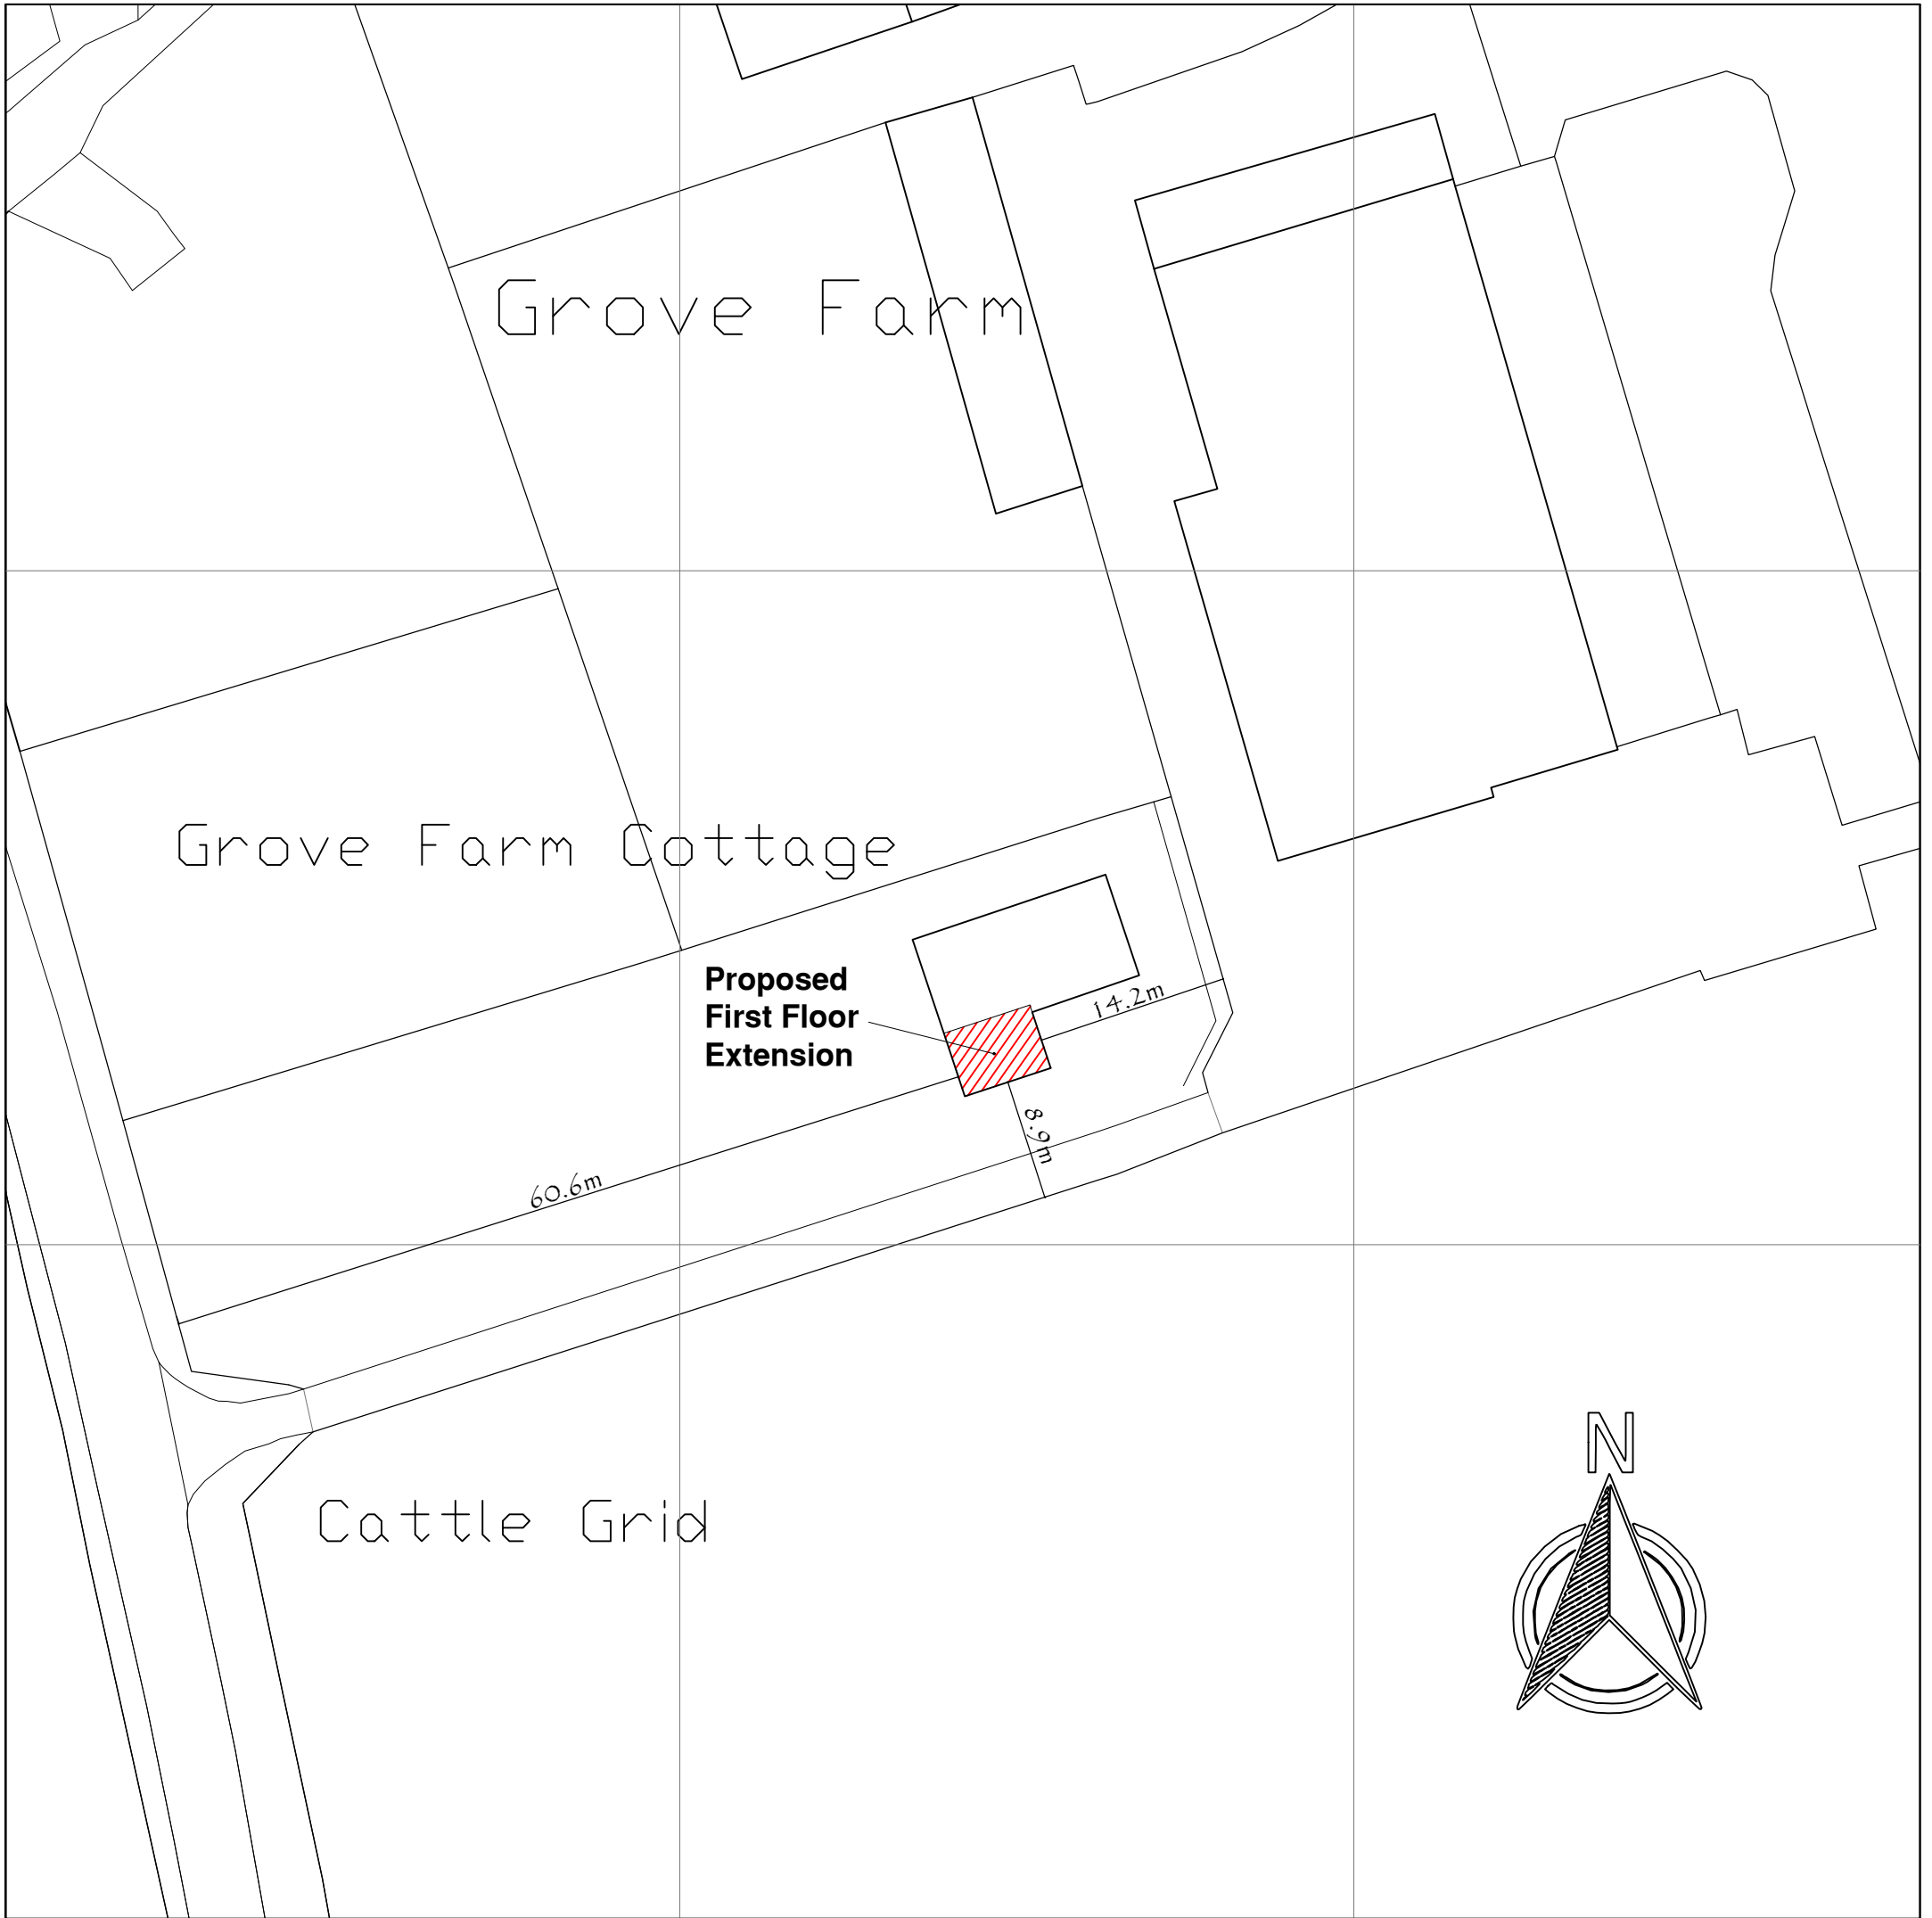 Grove Farm
Grove Farm Cottage
Proposed
First Floor
Extension
14.2m
8.9m
60.6m
N
Cattle Grid